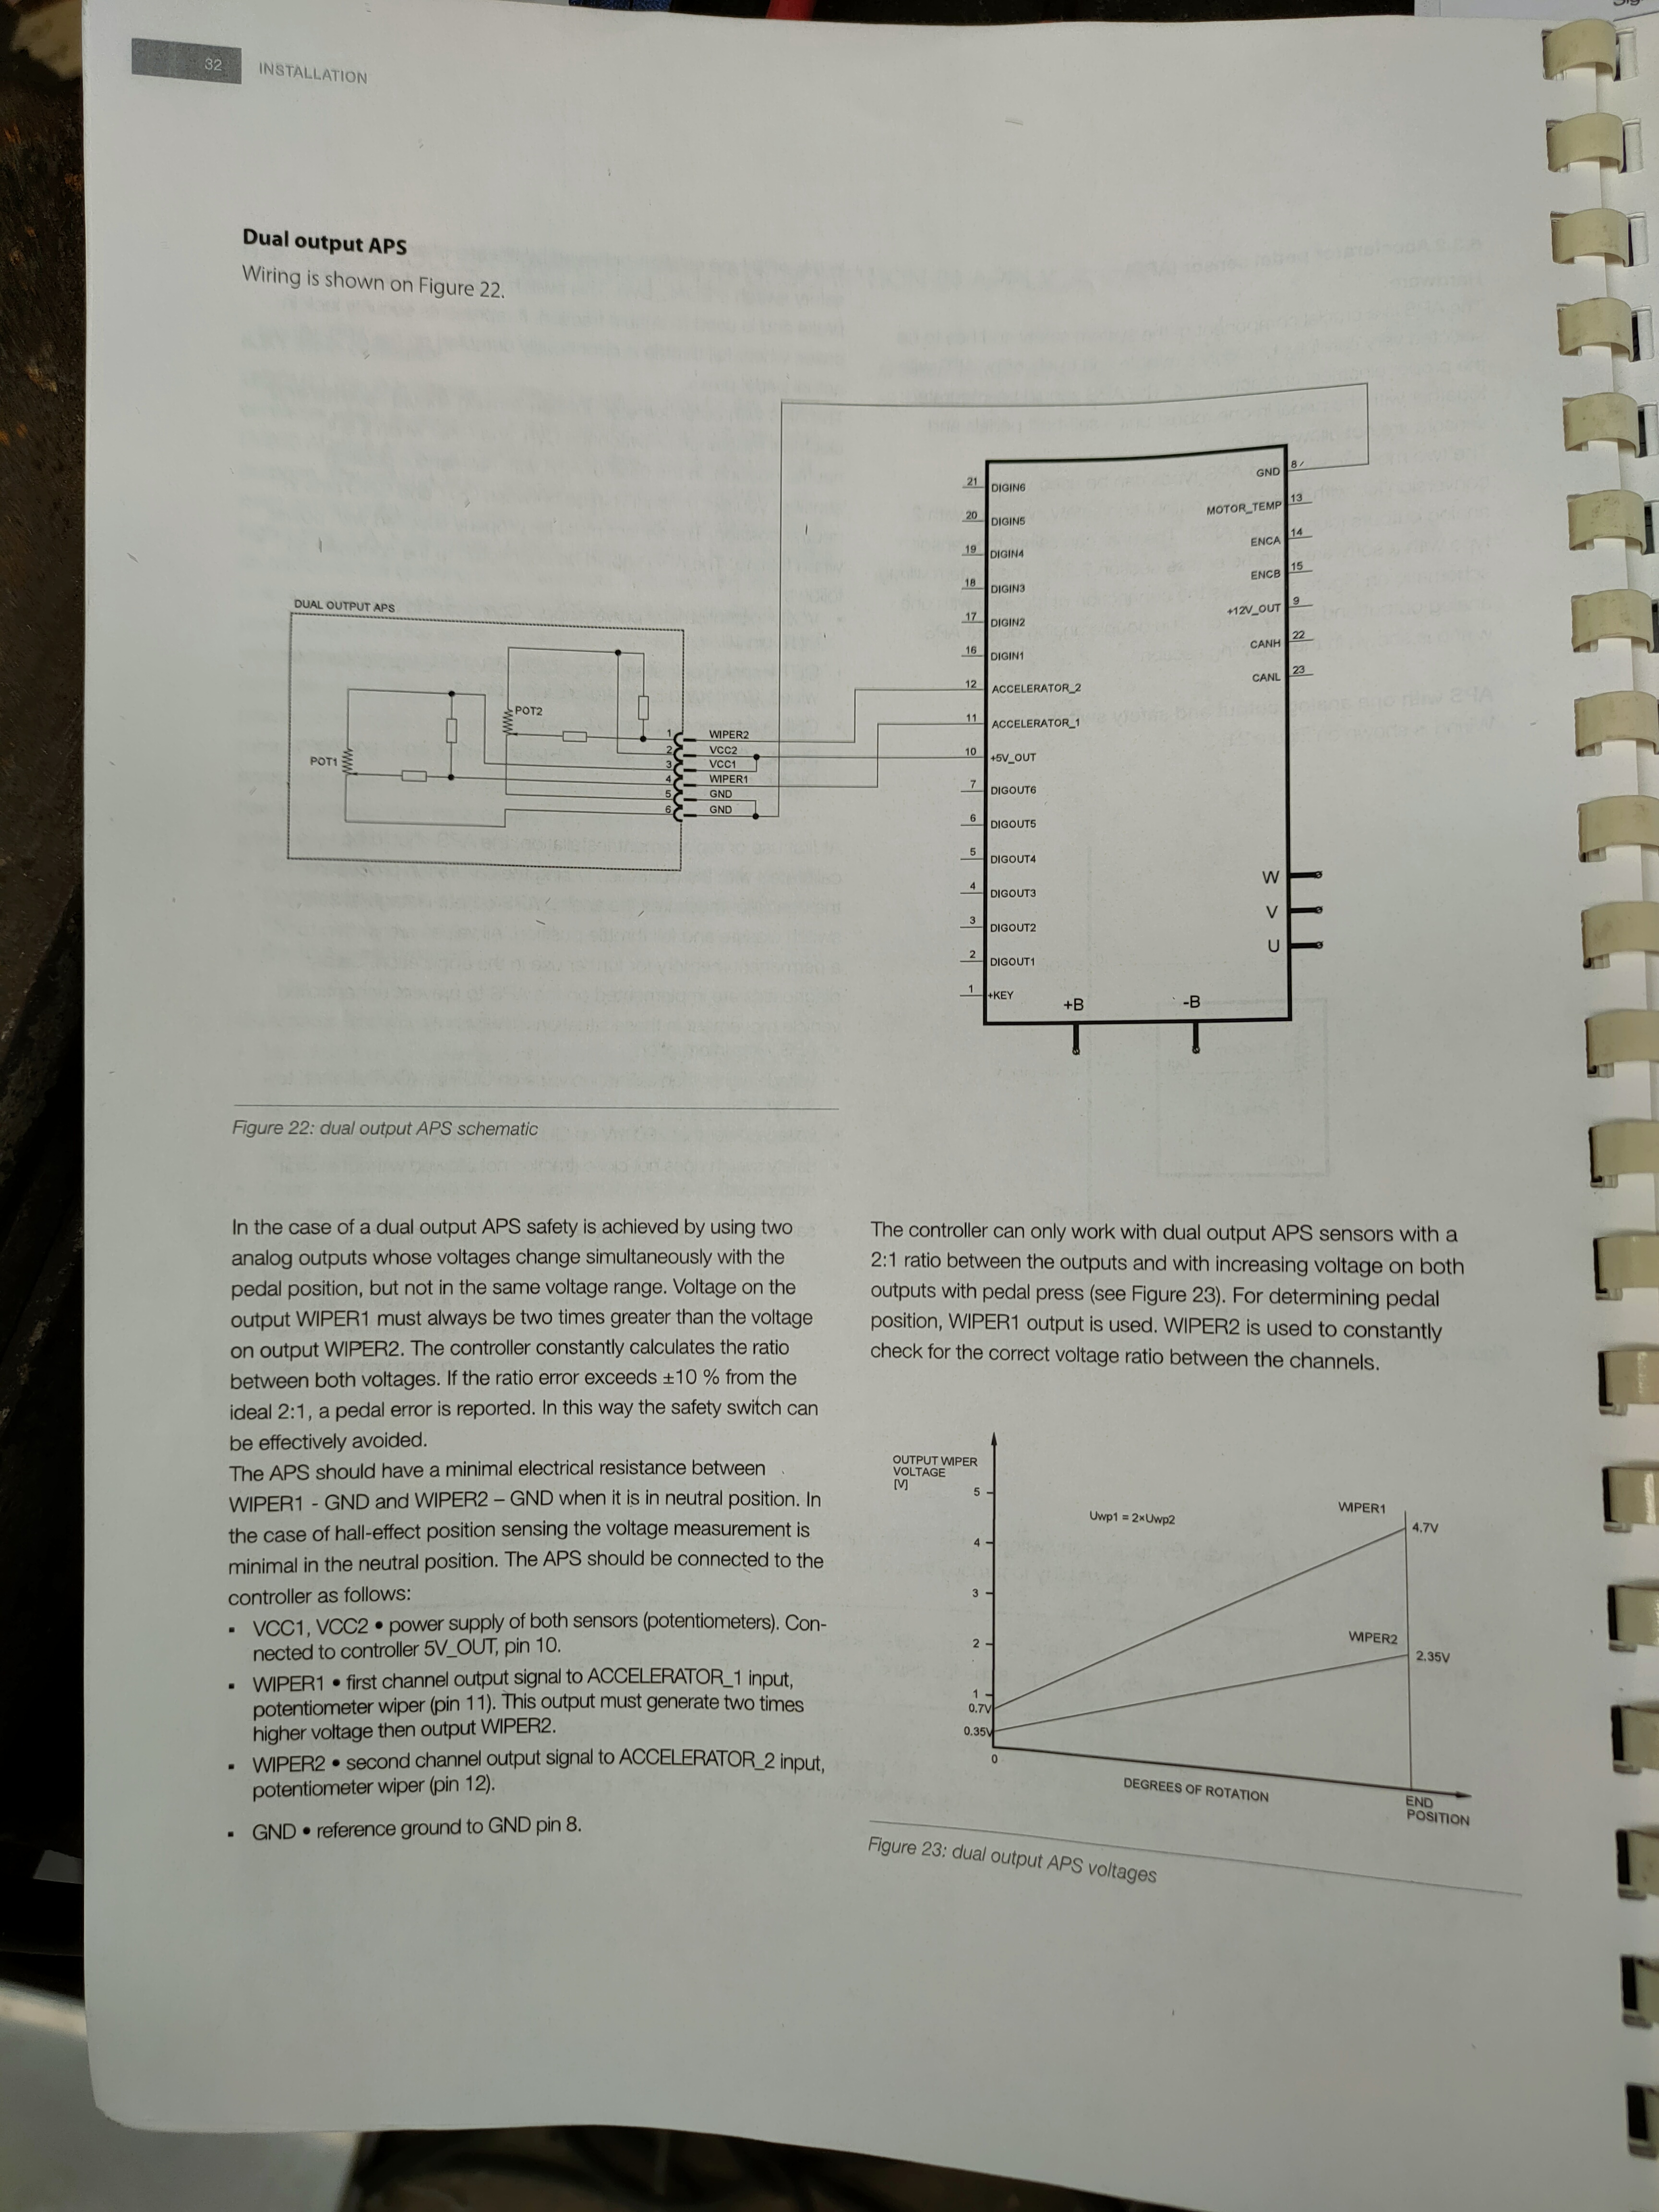 32 INSTALLATION
Dual output APS
Wiring is shown on Figure 22.
DUAL OUTPUT APS
POT1
POT2
1 WIPER2
2 VCC2
3 VCC1
4 WIPER1
5 GND
6 GND
21 DIGIN6
20 DIGIN5
19 DIGIN4
18 DIGIN3
17 DIGIN2
16 DIGIN1
12 ACCELERATOR_2
11 ACCELERATOR_1
10 +5V_OUT
7 DIGOUT6
6 DIGOUT5
5 DIGOUT4
4 DIGOUT3
3 DIGOUT2
2 DIGOUT1
1 +KEY
GND 8
MOTOR_TEMP 13
ENCA 14
ENCB 15
+12V_OUT 9
CANH 22
CANL 23
W
V
U
+B
-B
Figure 22: dual output APS schematic
In the case of a dual output APS safety is achieved by using two
analog outputs whose voltages change simultaneously with the
pedal position, but not in the same voltage range. Voltage on the
output WIPER1 must always be two times greater than the voltage
on output WIPER2. The controller constantly calculates the ratio
between both voltages. If the ratio error exceeds ±10 % from the
ideal 2:1, a pedal error is reported. In this way the safety switch can
be effectively avoided.
The APS should have a minimal electrical resistance between
WIPER1 - GND and WIPER2 – GND when it is in neutral position. In
the case of hall-effect position sensing the voltage measurement is
minimal in the neutral position. The APS should be connected to the
controller as follows:
▪ VCC1, VCC2 • power supply of both sensors (potentiometers). Con-
nected to controller 5V_OUT, pin 10.
▪ WIPER1 • first channel output signal to ACCELERATOR_1 input,
potentiometer wiper (pin 11). This output must generate two times
higher voltage then output WIPER2.
▪ WIPER2 • second channel output signal to ACCELERATOR_2 input,
potentiometer wiper (pin 12).
▪ GND • reference ground to GND pin 8.
The controller can only work with dual output APS sensors with a
2:1 ratio between the outputs and with increasing voltage on both
outputs with pedal press (see Figure 23). For determining pedal
position, WIPER1 output is used. WIPER2 is used to constantly
check for the correct voltage ratio between the channels.
OUTPUT WIPER
VOLTAGE
[V]
5
4
3
2
1
0.7V
0.35V
0
Uwp1 = 2×Uwp2
WIPER1
4.7V
WIPER2
2.35V
DEGREES OF ROTATION
END
POSITION
Figure 23: dual output APS voltages